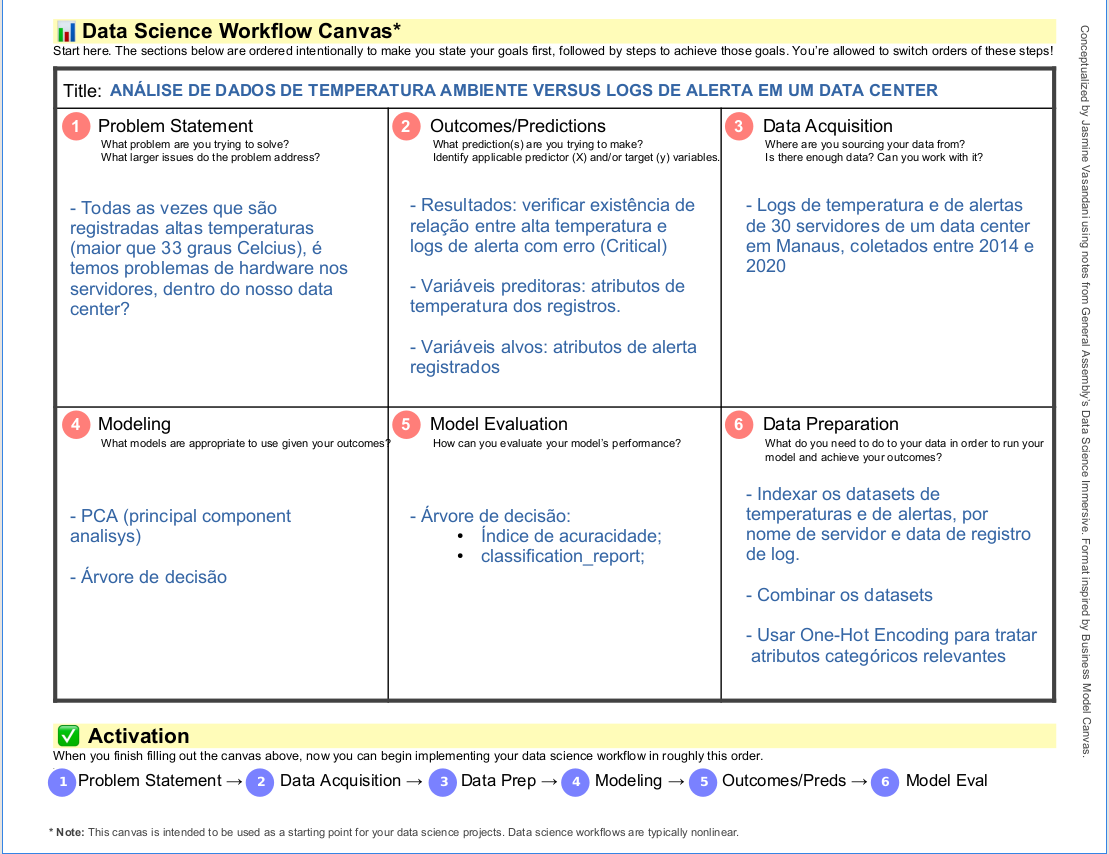 📊 Data Science Workflow Canvas*
Start here. The sections below are ordered intentionally to make you state your goals first, followed by steps to achieve those goals. You're allowed to switch orders of these steps!
Title: ANÁLISE DE DADOS DE TEMPERATURA AMBIENTE VERSUS LOGS DE ALERTA EM UM DATA CENTER
1 Problem Statement
What problem are you trying to solve?
What larger issues do the problem address?
- Todas as vezes que são
registradas altas temperaturas
(maior que 33 graus Celcius), é
temos problemas de hardware nos
servidores, dentro do nosso data
center?
2 Outcomes/Predictions
What prediction(s) are you trying to make?
Identify applicable predictor (X) and/or target (y) variables.
- Resultados: verificar existência de
relação entre alta temperatura e
logs de alerta com erro (Critical)
- Variáveis preditoras: atributos de
temperatura dos registros.
- Variáveis alvos: atributos de alerta
registrados
3 Data Acquisition
Where are you sourcing your data from?
Is there enough data? Can you work with it?
- Logs de temperatura e de alertas
de 30 servidores de um data center
em Manaus, coletados entre 2014 e
2020
4 Modeling
What models are appropriate to use given your outcomes?
- PCA (principal component
analisys)
- Árvore de decisão
5 Model Evaluation
How can you evaluate your model's performance?
- Árvore de decisão:
• Índice de acuracidade;
• classification_report;
6 Data Preparation
What do you need to do to your data in order to run your
model and achieve your outcomes?
- Indexar os datasets de
temperaturas e de alertas, por
nome de servidor e data de registro
de log.
- Combinar os datasets
- Usar One-Hot Encoding para tratar
atributos categóricos relevantes
✅ Activation
When you finish filling out the canvas above, now you can begin implementing your data science workflow in roughly this order.
1 Problem Statement → 2 Data Acquisition → 3 Data Prep → 4 Modeling → 5 Outcomes/Preds → 6 Model Eval
* Note: This canvas is intended to be used as a starting point for your data science projects. Data science workflows are typically nonlinear.
Conceptualized by Jasmine Vasandani using notes from General Assembly's Data Science Immersive. Format inspired by Business Model Canvas.